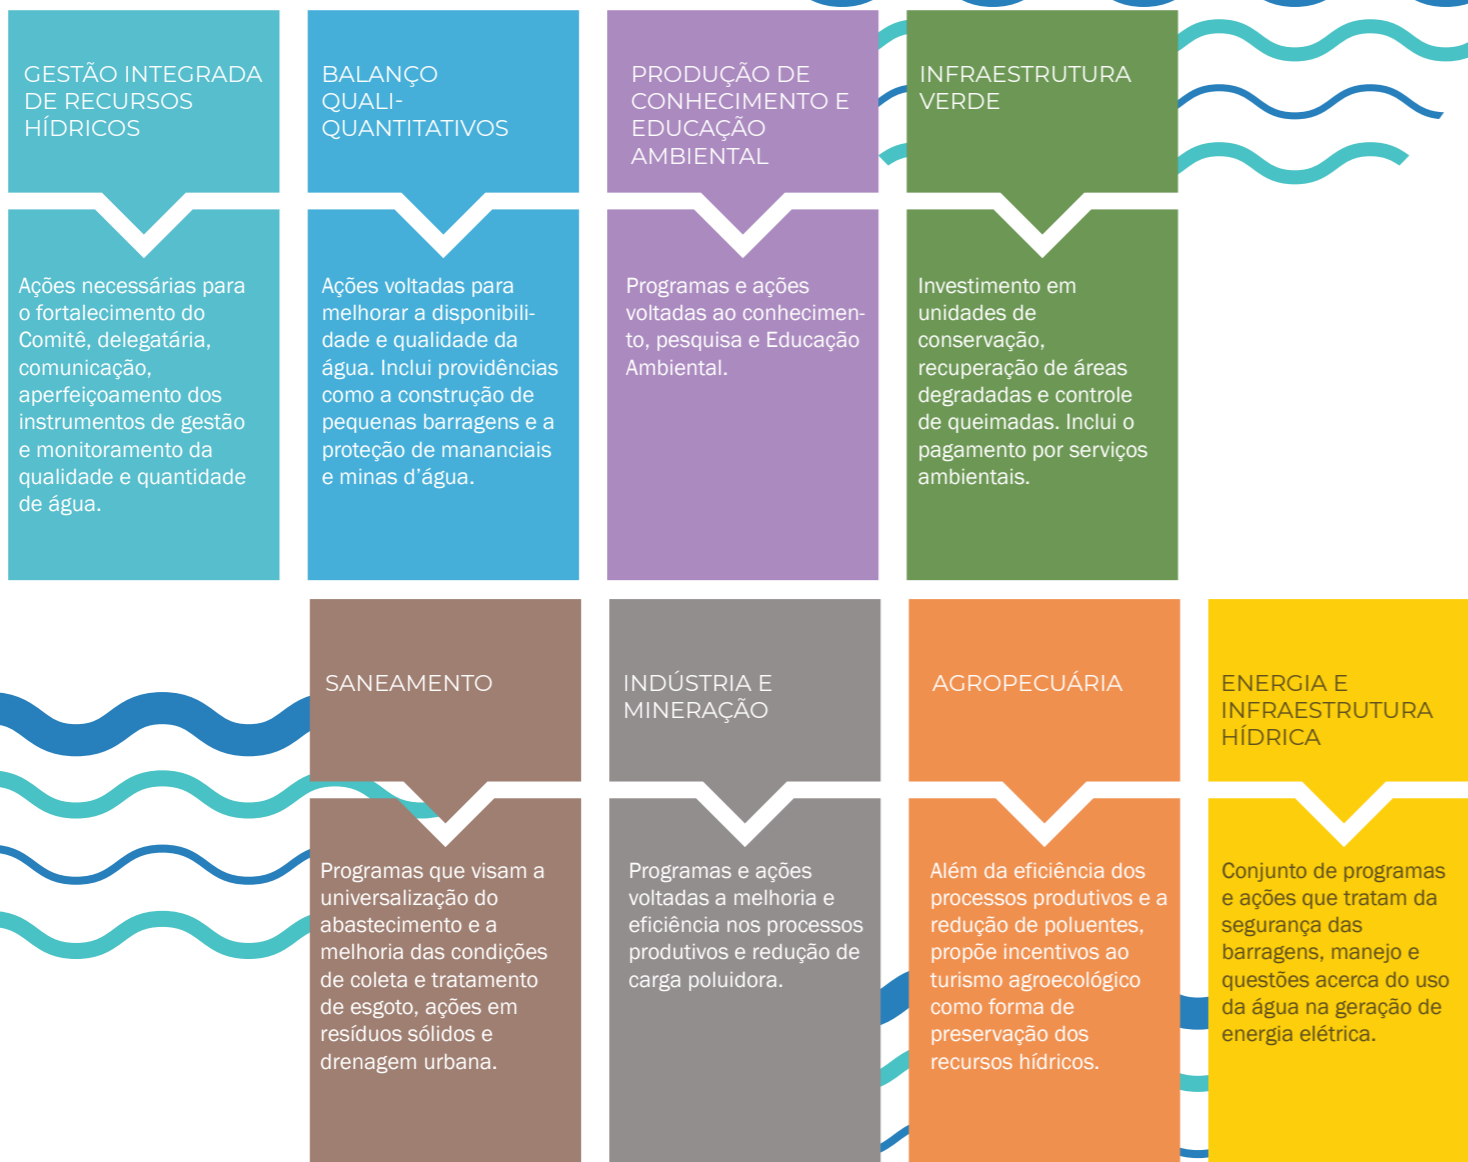 GESTÃO INTEGRADA
DE RECURSOS
HÍDRICOS
Ações necessárias para
o fortalecimento do
Comitê, delegatária,
comunicação,
aperfeiçoamento dos
instrumentos de gestão
e monitoramento da
qualidade e quantidade
de água.
BALANÇO
QUALI-
QUANTITATIVOS
Ações voltadas para
melhorar a disponibili-
dade e qualidade da
água. Inclui providências
como a construção de
pequenas barragens e a
proteção de mananciais
e minas d’água.
PRODUÇÃO DE
CONHECIMENTO E
EDUCAÇÃO
AMBIENTAL
Programas e ações
voltadas ao conhecimen-
to, pesquisa e Educação
Ambiental.
INFRAESTRUTURA
VERDE
Investimento em
unidades de
conservação,
recuperação de áreas
degradadas e controle
de queimadas. Inclui o
pagamento por serviços
ambientais.
SANEAMENTO
Programas que visam a
universalização do
abastecimento e a
melhoria das condições
de coleta e tratamento
de esgoto, ações em
resíduos sólidos e
drenagem urbana.
INDÚSTRIA E
MINERAÇÃO
Programas e ações
voltadas a melhoria e
eficiência nos processos
produtivos e redução de
carga poluidora.
AGROPECUÁRIA
Além da eficiência dos
processos produtivos e a
redução de poluentes,
propõe incentivos ao
turismo agroecológico
como forma de
preservação dos
recursos hídricos.
ENERGIA E
INFRAESTRUTURA
HÍDRICA
Conjunto de programas
e ações que tratam da
segurança das
barragens, manejo e
questões acerca do uso
da água na geração de
energia elétrica.